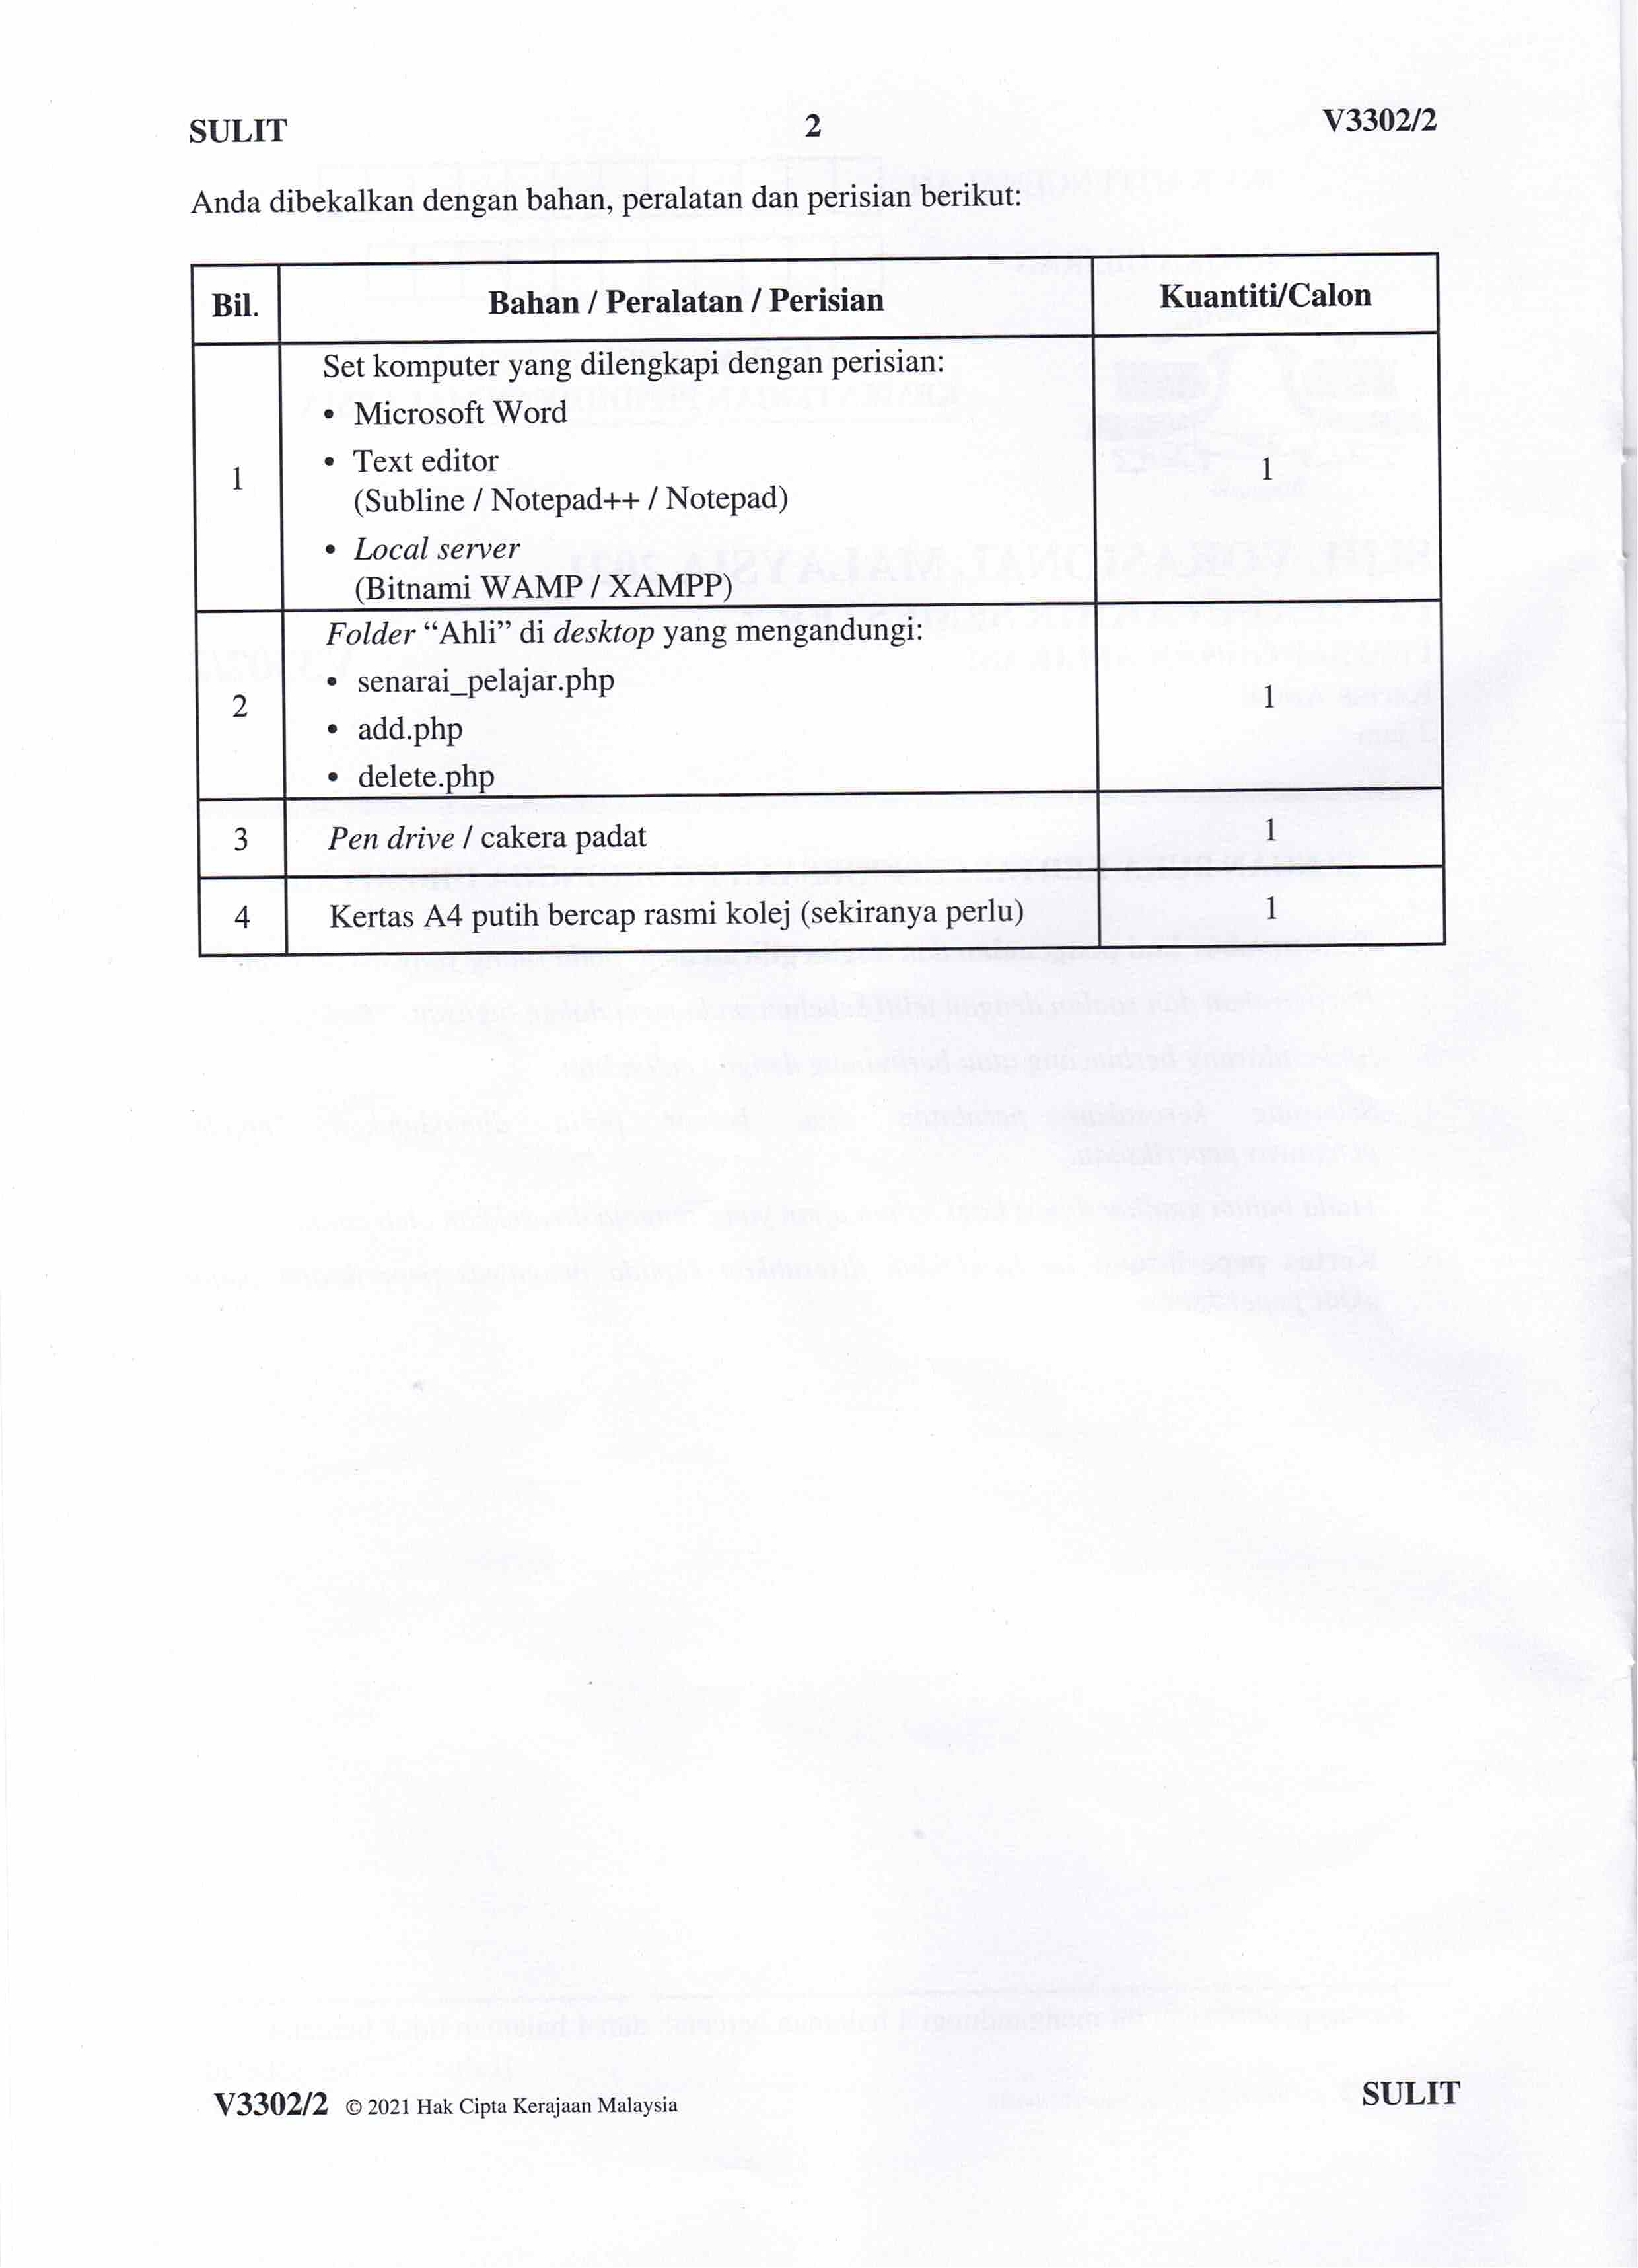 SULIT
2
V3302/2
Anda dibekalkan dengan bahan, peralatan dan perisian berikut:
Bil.
Bahan / Peralatan / Perisian
Kuantiti/Calon
1
Set komputer yang dilengkapi dengan perisian:
• Microsoft Word
• Text editor
(Subline / Notepad++ / Notepad)
• Local server
(Bitnami WAMP / XAMPP)
1
2
Folder “Ahli” di desktop yang mengandungi:
• senarai_pelajar.php
• add.php
• delete.php
1
3
Pen drive / cakera padat
1
4
Kertas A4 putih bercap rasmi kolej (sekiranya perlu)
1
V3302/2 © 2021 Hak Cipta Kerajaan Malaysia
SULIT